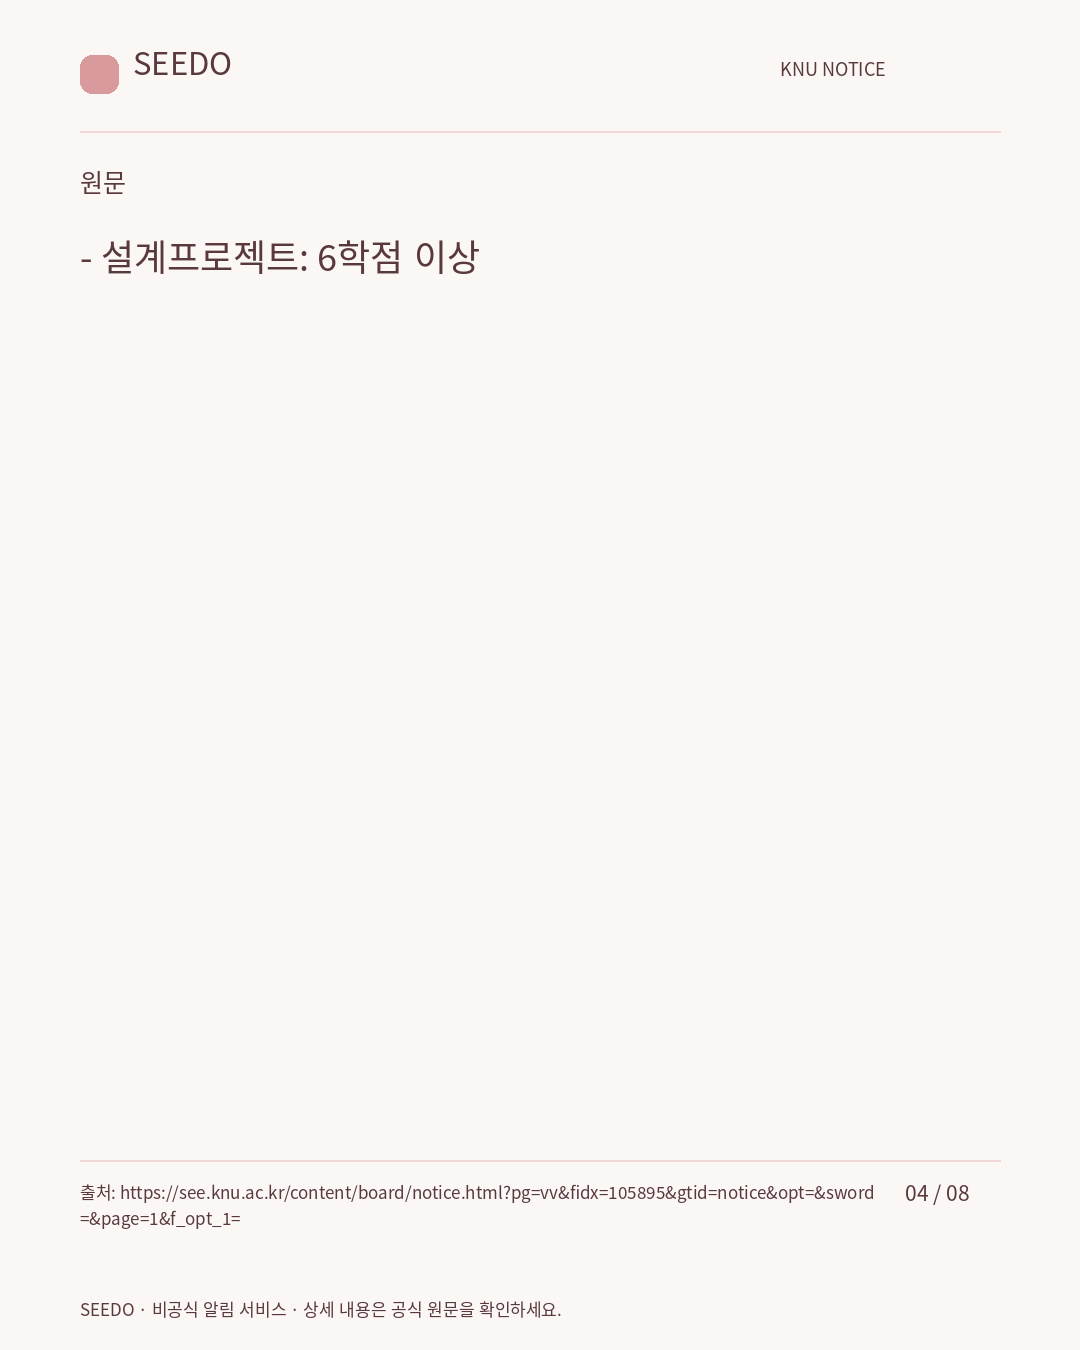 SEEDO
KNU NOTICE
원문
- 설계프로젝트: 6학점 이상
출처: https://see.knu.ac.kr/content/board/notice.html?pg=vv&fidx=105895&gtid=notice&opt=&sword
=&page=1&f_opt_1=
04 / 08
SEEDO · 비공식 알림 서비스 · 상세 내용은 공식 원문을 확인하세요.